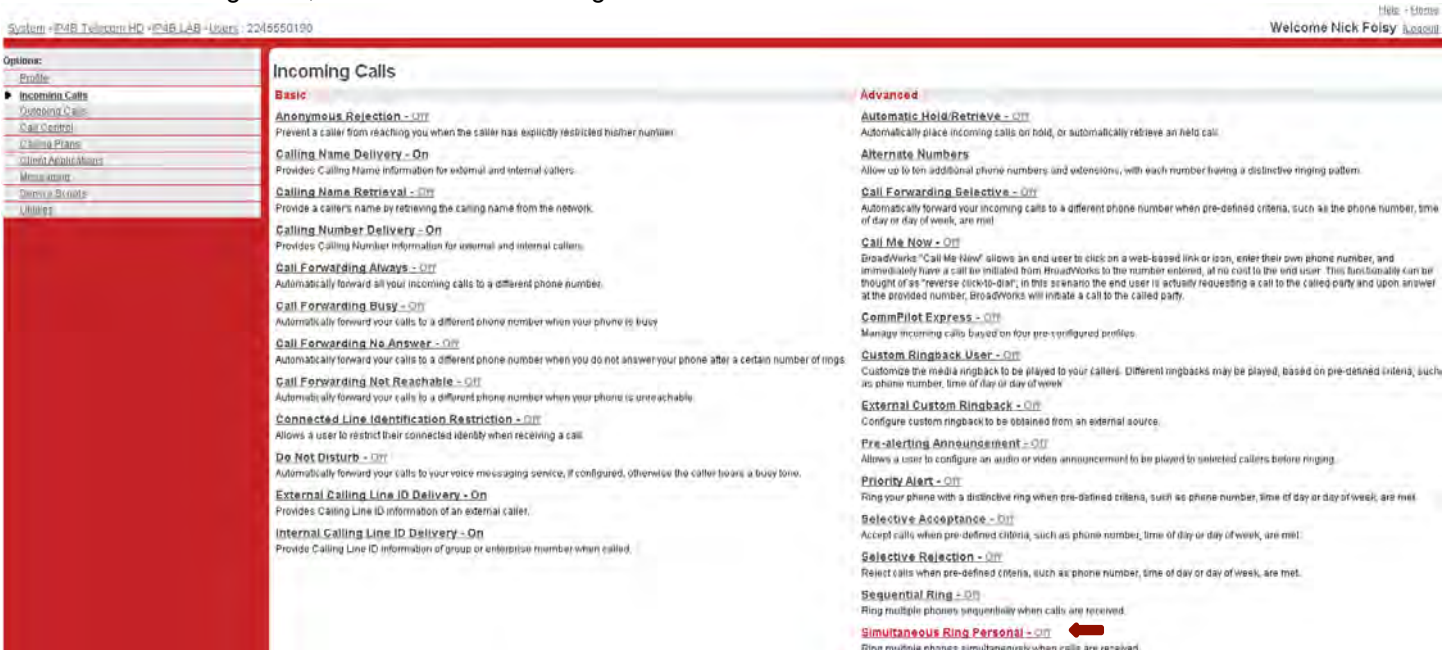 Help - Home
System > IP4B Telecom HD > IP4B LAB > Users : 2245550190
Welcome Nick Foisy [Logout]
Options:
Profile
Incoming Calls
Outgoing Calls
Call Control
Calling Plans
Client Applications
Messaging
Service Scripts
Utilities
Incoming Calls
Basic
Anonymous Rejection - Off
Prevent a caller from reaching you when the caller has explicitly restricted his/her number.
Calling Name Delivery - On
Provides Calling Name information for external and internal callers.
Calling Name Retrieval - Off
Provide a caller's name by retrieving the calling name from the network.
Calling Number Delivery - On
Provides Calling Number information for external and internal callers.
Call Forwarding Always - Off
Automatically forward all your incoming calls to a different phone number.
Call Forwarding Busy - Off
Automatically forward your calls to a different phone number when your phone is busy.
Call Forwarding No Answer - Off
Automatically forward your calls to a different phone number when you do not answer your phone after a certain number of rings.
Call Forwarding Not Reachable - Off
Automatically forward your calls to a different phone number when your phone is unreachable.
Connected Line Identification Restriction - Off
Allows a user to restrict their connected identity when receiving a call.
Do Not Disturb - Off
Automatically forward your calls to your voice messaging service, if configured, otherwise the caller hears a busy tone.
External Calling Line ID Delivery - On
Provides Calling Line ID information of an external caller.
Internal Calling Line ID Delivery - On
Provide Calling Line ID information of group or enterprise member when called.
Advanced
Automatic Hold/Retrieve - Off
Automatically place incoming calls on hold, or automatically retrieve an held call.
Alternate Numbers
Allow up to ten additional phone numbers and extensions, with each number having a distinctive ringing pattern.
Call Forwarding Selective - Off
Automatically forward your incoming calls to a different phone number when pre-defined criteria, such as the phone number, time
of day or day of week, are met.
Call Me Now - Off
BroadWorks "Call Me Now" allows an end user to click on a web-based link or icon, enter their own phone number, and
immediately have a call be initiated from BroadWorks to the number entered, at no cost to the end user. This functionality can be
thought of as "reverse click-to-dial"; in this scenario the end user is actually requesting a call to the called party and upon answer
at the provided number, BroadWorks will initiate a call to the called party.
CommPilot Express - Off
Manage incoming calls based on four pre-configured profiles.
Custom Ringback User - Off
Customize the media ringback to be played to your callers. Different ringbacks may be played, based on pre-defined criteria, such
as phone number, time of day or day of week.
External Custom Ringback - Off
Configure custom ringback to be obtained from an external source.
Pre-alerting Announcement - Off
Allows a user to configure an audio or video announcement to be played to selected callers before ringing.
Priority Alert - Off
Ring your phone with a distinctive ring when pre-defined criteria, such as phone number, time of day or day of week, are met.
Selective Acceptance - Off
Accept calls when pre-defined criteria, such as phone number, time of day or day of week, are met.
Selective Rejection - Off
Reject calls when pre-defined criteria, such as phone number, time of day or day of week, are met.
Sequential Ring - Off
Ring multiple phones sequentially when calls are received.
Simultaneous Ring Personal - Off
Ring multiple phones simultaneously when calls are received.